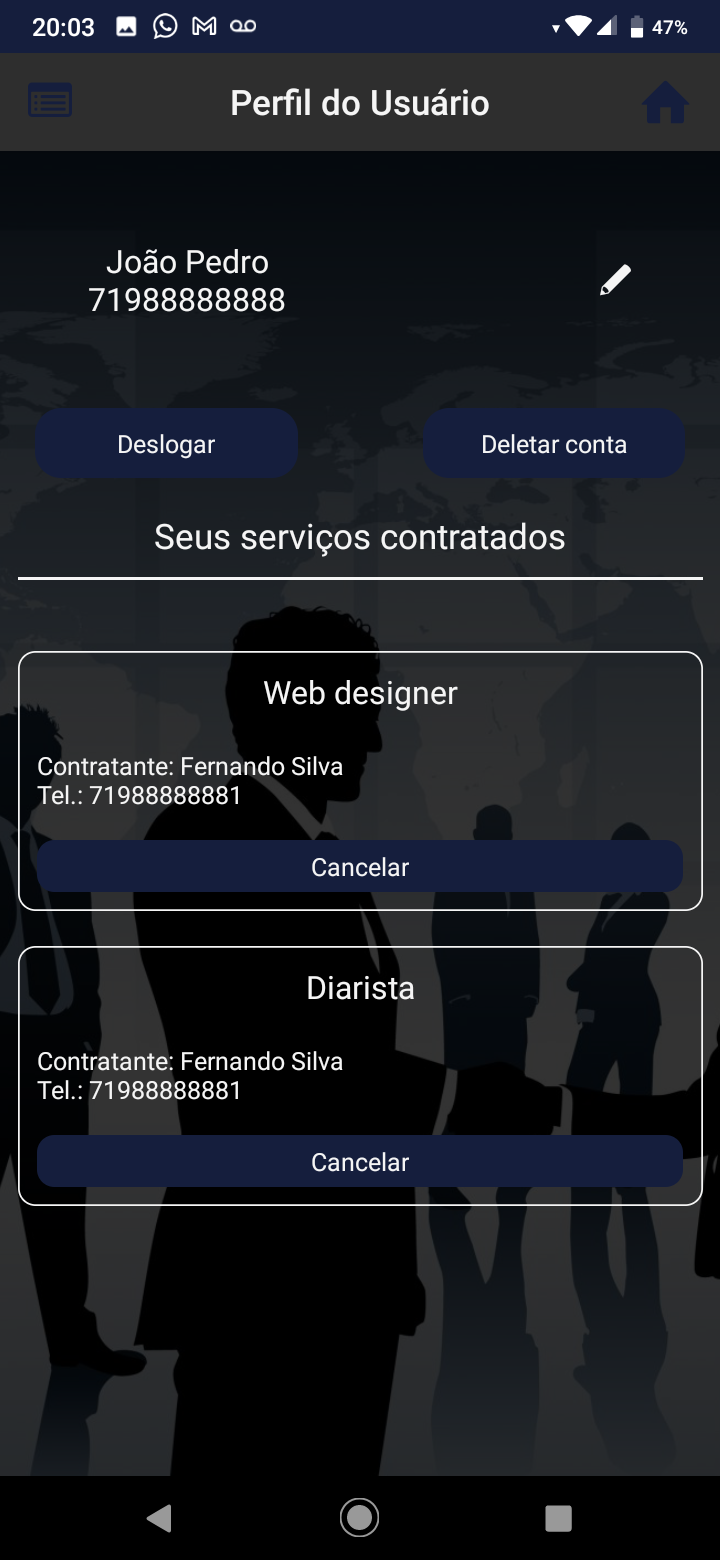 20:03
47%
Perfil do Usuário
João Pedro
71988888888
Deslogar
Deletar conta
Seus serviços contratados
Web designer
Contratante: Fernando Silva
Tel.: 71988888881
Cancelar
Diarista
Contratante: Fernando Silva
Tel.: 71988888881
Cancelar